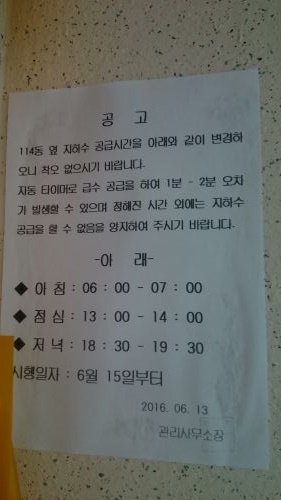 공 고
114동 옆 지하수 공급시간을 아래와 같이 변경하
오니 착오 없으시기 바랍니다.
자동 타이마로 급수 공급을 하여 1분 - 2분 오차
가 발생할 수 있으며 정해진 시간 외에는 지하수
공급을 할 수 없음을 양지하여 주시기 바랍니다.
-아 래-
◆ 아 침 : 06 : 00 - 07 : 00
◆ 점 심 : 13 : 00 - 14 : 00
◆ 저 녁 : 18 : 30 - 19 : 30
시행일자 : 6월 15일부터
2016. 06. 13
관리사무소장